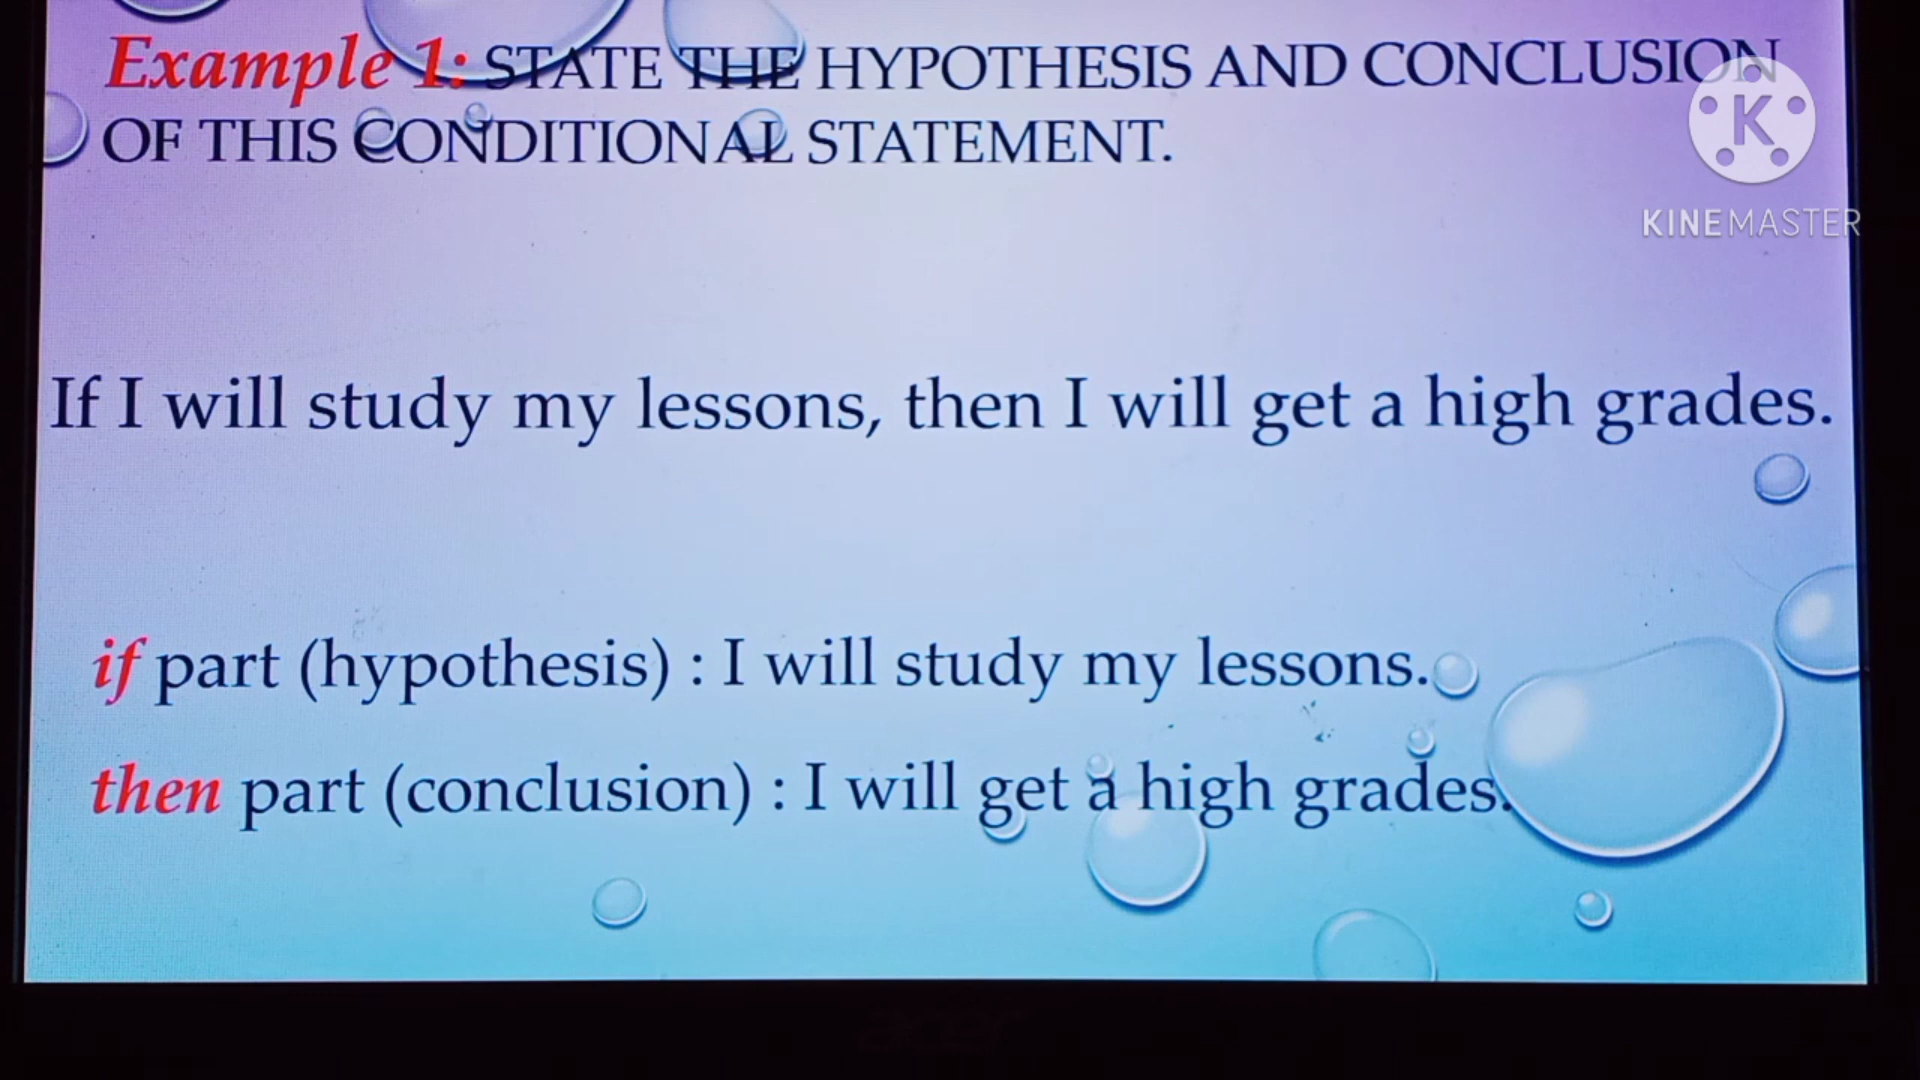 Example 1: STATE THE HYPOTHESIS AND CONCLUSION
OF THIS CONDITIONAL STATEMENT.
K
KINEMASTER
If I will study my lessons, then I will get a high grades.
if part (hypothesis) : I will study my lessons.
then part (conclusion) : I will get a high grades.
acer